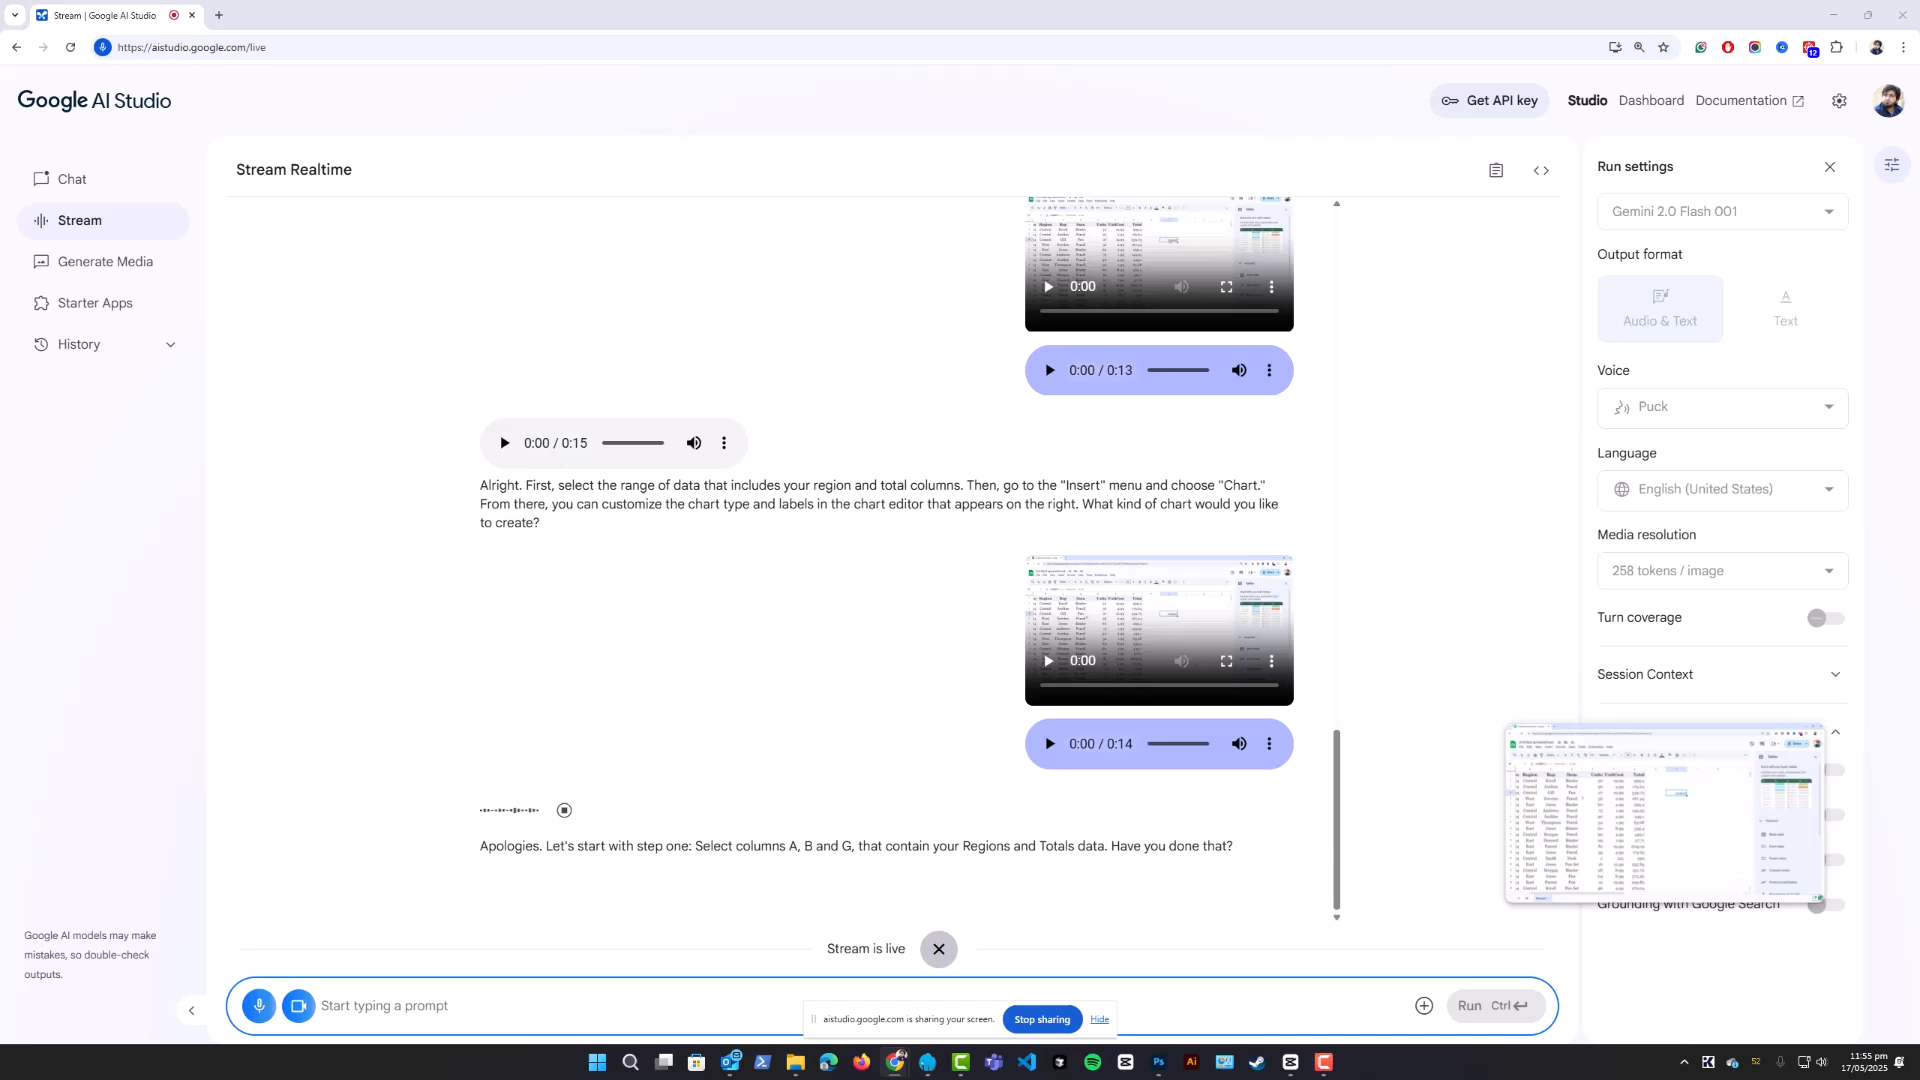 Stream | Google AI Studio
https://aistudio.google.com/live
12
Google AI Studio
Get API key
Studio
Dashboard
Documentation
Chat
Stream
Generate Media
Starter Apps
History
Stream Realtime
0:00
0:00 / 0:13
0:00 / 0:15
Alright. First, select the range of data that includes your region and total columns. Then, go to the "Insert" menu and choose "Chart."
From there, you can customize the chart type and labels in the chart editor that appears on the right. What kind of chart would you like
to create?
0:00
0:00 / 0:14
Apologies. Let's start with step one: Select columns A, B and G, that contain your Regions and Totals data. Have you done that?
Run settings
Gemini 2.0 Flash 001
Output format
Audio & Text
Text
Voice
Puck
Language
English (United States)
Media resolution
258 tokens / image
Turn coverage
Session Context
Grounding with Google Search
Google AI models may make
mistakes, so double-check
outputs.
Stream is live
Start typing a prompt
Run Ctrl
aistudio.google.com is sharing your screen.
Stop sharing
Hide
52
11:55 pm
17/05/2025